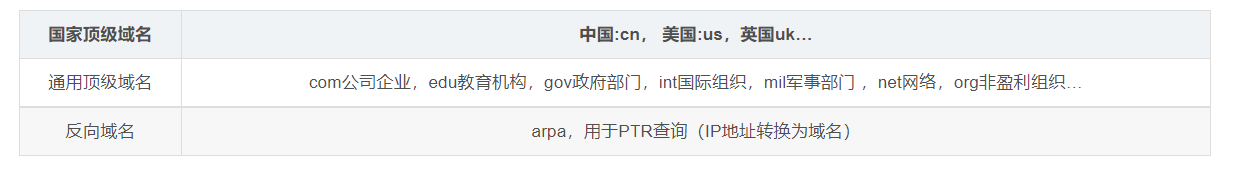 国家顶级域名 中国:cn， 美国:us，英国uk…
通用顶级域名 com公司企业，edu教育机构，gov政府部门，int国际组织，mil军事部门 ，net网络，org非盈利组织…
反向域名 arpa，用于PTR查询（IP地址转换为域名）